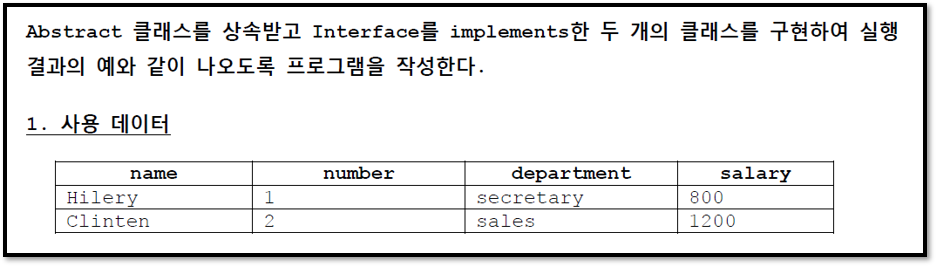 Abstract 클래스를 상속받고 Interface를 implements한 두 개의 클래스를 구현하여 실행
결과의 예와 같이 나오도록 프로그램을 작성한다.
1. 사용 데이터
name number department salary
Hilery 1 secretary 800
Clinten 2 sales 1200